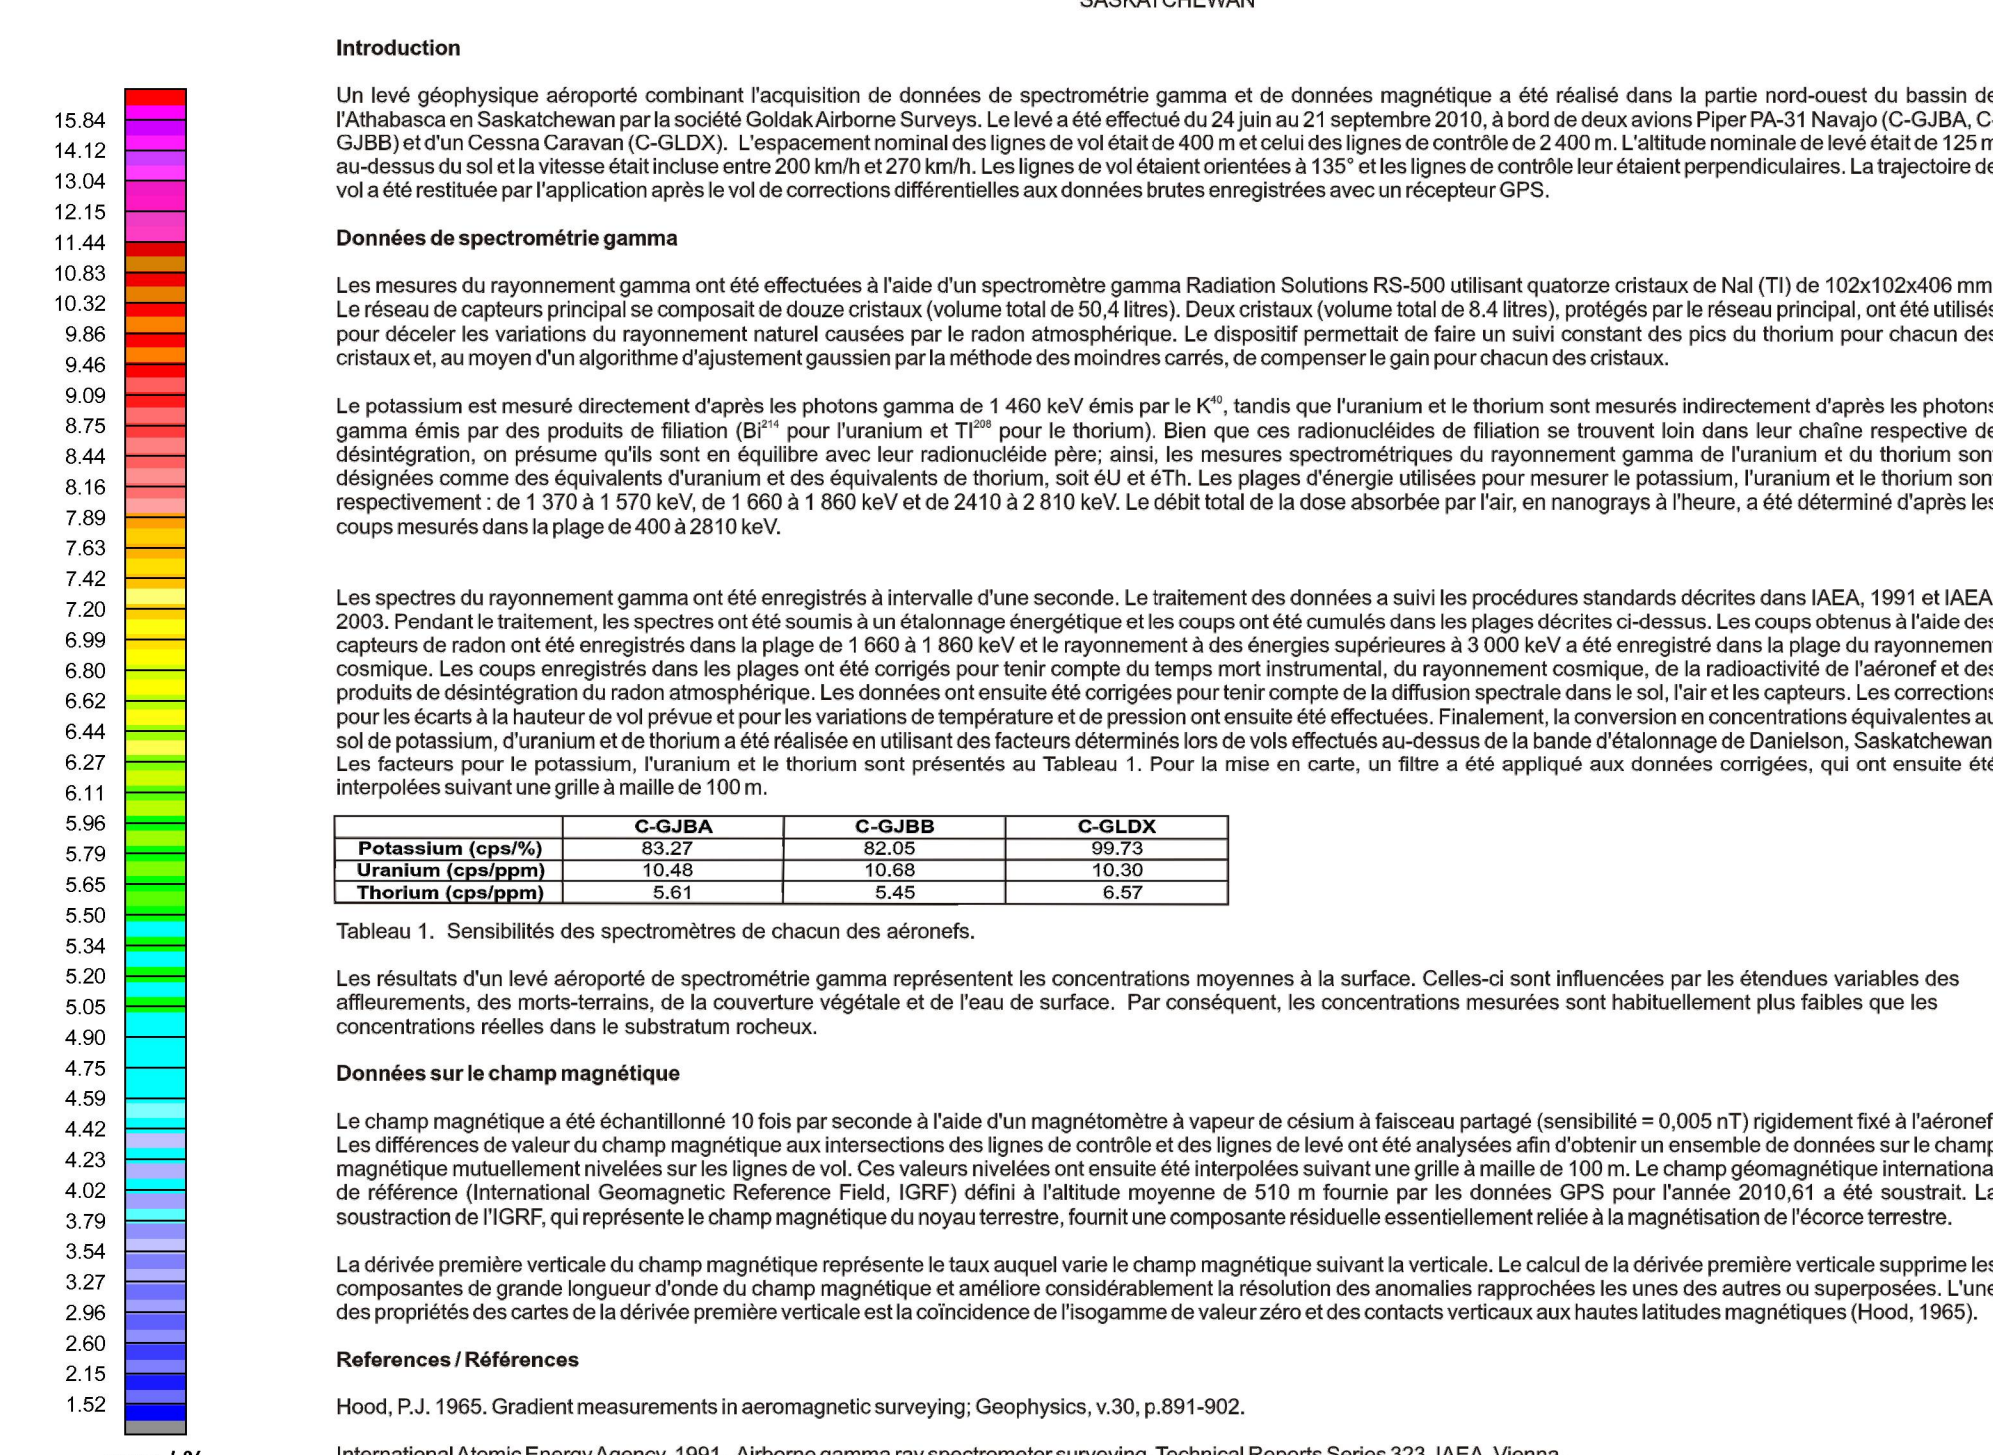 SASKATCHEWAN
Introduction
Un levé géophysique aéroporté combinant l'acquisition de données de spectrométrie gamma et de données magnétique a été réalisé dans la partie nord-ouest du bassin de
l'Athabasca en Saskatchewan par la société Goldak Airborne Surveys. Le levé a été effectué du 24 juin au 21 septembre 2010, à bord de deux avions Piper PA-31 Navajo (C-GJBA, C-
GJBB) et d'un Cessna Caravan (C-GLDX). L'espacement nominal des lignes de vol était de 400 m et celui des lignes de contrôle de 2 400 m. L'altitude nominale de levé était de 125 m
au-dessus du sol et la vitesse était incluse entre 200 km/h et 270 km/h. Les lignes de vol étaient orientées à 135° et les lignes de contrôle leur étaient perpendiculaires. La trajectoire de
vol a été restituée par l'application après le vol de corrections différentielles aux données brutes enregistrées avec un récepteur GPS.
Données de spectrométrie gamma
Les mesures du rayonnement gamma ont été effectuées à l'aide d'un spectromètre gamma Radiation Solutions RS-500 utilisant quatorze cristaux de NaI (Tl) de 102x102x406 mm
Le réseau de capteurs principal se composait de douze cristaux (volume total de 50,4 litres). Deux cristaux (volume total de 8.4 litres), protégés par le réseau principal, ont été utilisés
pour déceler les variations du rayonnement naturel causées par le radon atmosphérique. Le dispositif permettait de faire un suivi constant des pics du thorium pour chacun des
cristaux et, au moyen d'un algorithme d'ajustement gaussien par la méthode des moindres carrés, de compenser le gain pour chacun des cristaux.
Le potassium est mesuré directement d'après les photons gamma de 1 460 keV émis par le K⁴⁰, tandis que l'uranium et le thorium sont mesurés indirectement d'après les photons
gamma émis par des produits de filiation (Bi²¹⁴ pour l'uranium et Tl²⁰⁸ pour le thorium). Bien que ces radionucléides de filiation se trouvent loin dans leur chaîne respective de
désintégration, on présume qu'ils sont en équilibre avec leur radionucléide père; ainsi, les mesures spectrométriques du rayonnement gamma de l'uranium et du thorium sont
désignées comme des équivalents d'uranium et des équivalents de thorium, soit éU et éTh. Les plages d'énergie utilisées pour mesurer le potassium, l'uranium et le thorium sont
respectivement : de 1 370 à 1 570 keV, de 1 660 à 1 860 keV et de 2410 à 2 810 keV. Le débit total de la dose absorbée par l'air, en nanograys à l'heure, a été déterminé d'après les
coups mesurés dans la plage de 400 à 2810 keV.
Les spectres du rayonnement gamma ont été enregistrés à intervalle d'une seconde. Le traitement des données a suivi les procédures standards décrites dans IAEA, 1991 et IAEA
2003. Pendant le traitement, les spectres ont été soumis à un étalonnage énergétique et les coups ont été cumulés dans les plages décrites ci-dessus. Les coups obtenus à l'aide des
capteurs de radon ont été enregistrés dans la plage de 1 660 à 1 860 keV et le rayonnement à des énergies supérieures à 3 000 keV a été enregistré dans la plage du rayonnement
cosmique. Les coups enregistrés dans les plages ont été corrigés pour tenir compte du temps mort instrumental, du rayonnement cosmique, de la radioactivité de l'aéronef et des
produits de désintégration du radon atmosphérique. Les données ont ensuite été corrigées pour tenir compte de la diffusion spectrale dans le sol, l'air et les capteurs. Les corrections
pour les écarts à la hauteur de vol prévue et pour les variations de température et de pression ont ensuite été effectuées. Finalement, la conversion en concentrations équivalentes au
sol de potassium, d'uranium et de thorium a été réalisée en utilisant des facteurs déterminés lors de vols effectués au-dessus de la bande d'étalonnage de Danielson, Saskatchewan
Les facteurs pour le potassium, l'uranium et le thorium sont présentés au Tableau 1. Pour la mise en carte, un filtre a été appliqué aux données corrigées, qui ont ensuite été
interpolées suivant une grille à maille de 100 m.
C-GJBA C-GJBB C-GLDX
Potassium (cps/%) 83.27 82.05 99.73
Uranium (cps/ppm) 10.48 10.68 10.30
Thorium (cps/ppm) 5.61 5.45 6.57
Tableau 1. Sensibilités des spectromètres de chacun des aéronefs.
Les résultats d'un levé aéroporté de spectrométrie gamma représentent les concentrations moyennes à la surface. Celles-ci sont influencées par les étendues variables des
affleurements, des morts-terrains, de la couverture végétale et de l'eau de surface. Par conséquent, les concentrations mesurées sont habituellement plus faibles que les
concentrations réelles dans le substratum rocheux.
Données sur le champ magnétique
Le champ magnétique a été échantillonné 10 fois par seconde à l'aide d'un magnétomètre à vapeur de césium à faisceau partagé (sensibilité = 0,005 nT) rigidement fixé à l'aéronef
Les différences de valeur du champ magnétique aux intersections des lignes de contrôle et des lignes de levé ont été analysées afin d'obtenir un ensemble de données sur le champ
magnétique mutuellement nivelées sur les lignes de vol. Ces valeurs nivelées ont ensuite été interpolées suivant une grille à maille de 100 m. Le champ géomagnétique international
de référence (International Geomagnetic Reference Field, IGRF) défini à l'altitude moyenne de 510 m fournie par les données GPS pour l'année 2010,61 a été soustrait. La
soustraction de l'IGRF, qui représente le champ magnétique du noyau terrestre, fournit une composante résiduelle essentiellement reliée à la magnétisation de l'écorce terrestre.
La dérivée première verticale du champ magnétique représente le taux auquel varie le champ magnétique suivant la verticale. Le calcul de la dérivée première verticale supprime les
composantes de grande longueur d'onde du champ magnétique et améliore considérablement la résolution des anomalies rapprochées les unes des autres ou superposées. L'une
des propriétés des cartes de la dérivée première verticale est la coïncidence de l'isogamme de valeur zéro et des contacts verticaux aux hautes latitudes magnétiques (Hood, 1965).
References / Références
Hood, P.J. 1965. Gradient measurements in aeromagnetic surveying; Geophysics, v.30, p.891-902.
International Atomic Energy Agency, 1991. Airborne gamma ray spectrometer surveying, Technical Reports Series 323, IAEA, Vienna
15.84
14.12
13.04
12.15
11.44
10.83
10.32
9.86
9.46
9.09
8.75
8.44
8.16
7.89
7.63
7.42
7.20
6.99
6.80
6.62
6.44
6.27
6.11
5.96
5.79
5.65
5.50
5.34
5.20
5.05
4.90
4.75
4.59
4.42
4.23
4.02
3.79
3.54
3.27
2.96
2.60
2.15
1.52